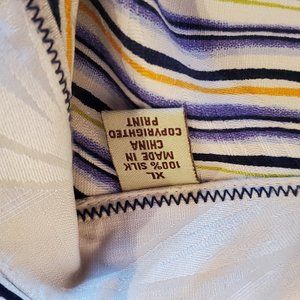 XL
100% SILK
MADE IN
CHINA
COPYRIGHTED
PRINT